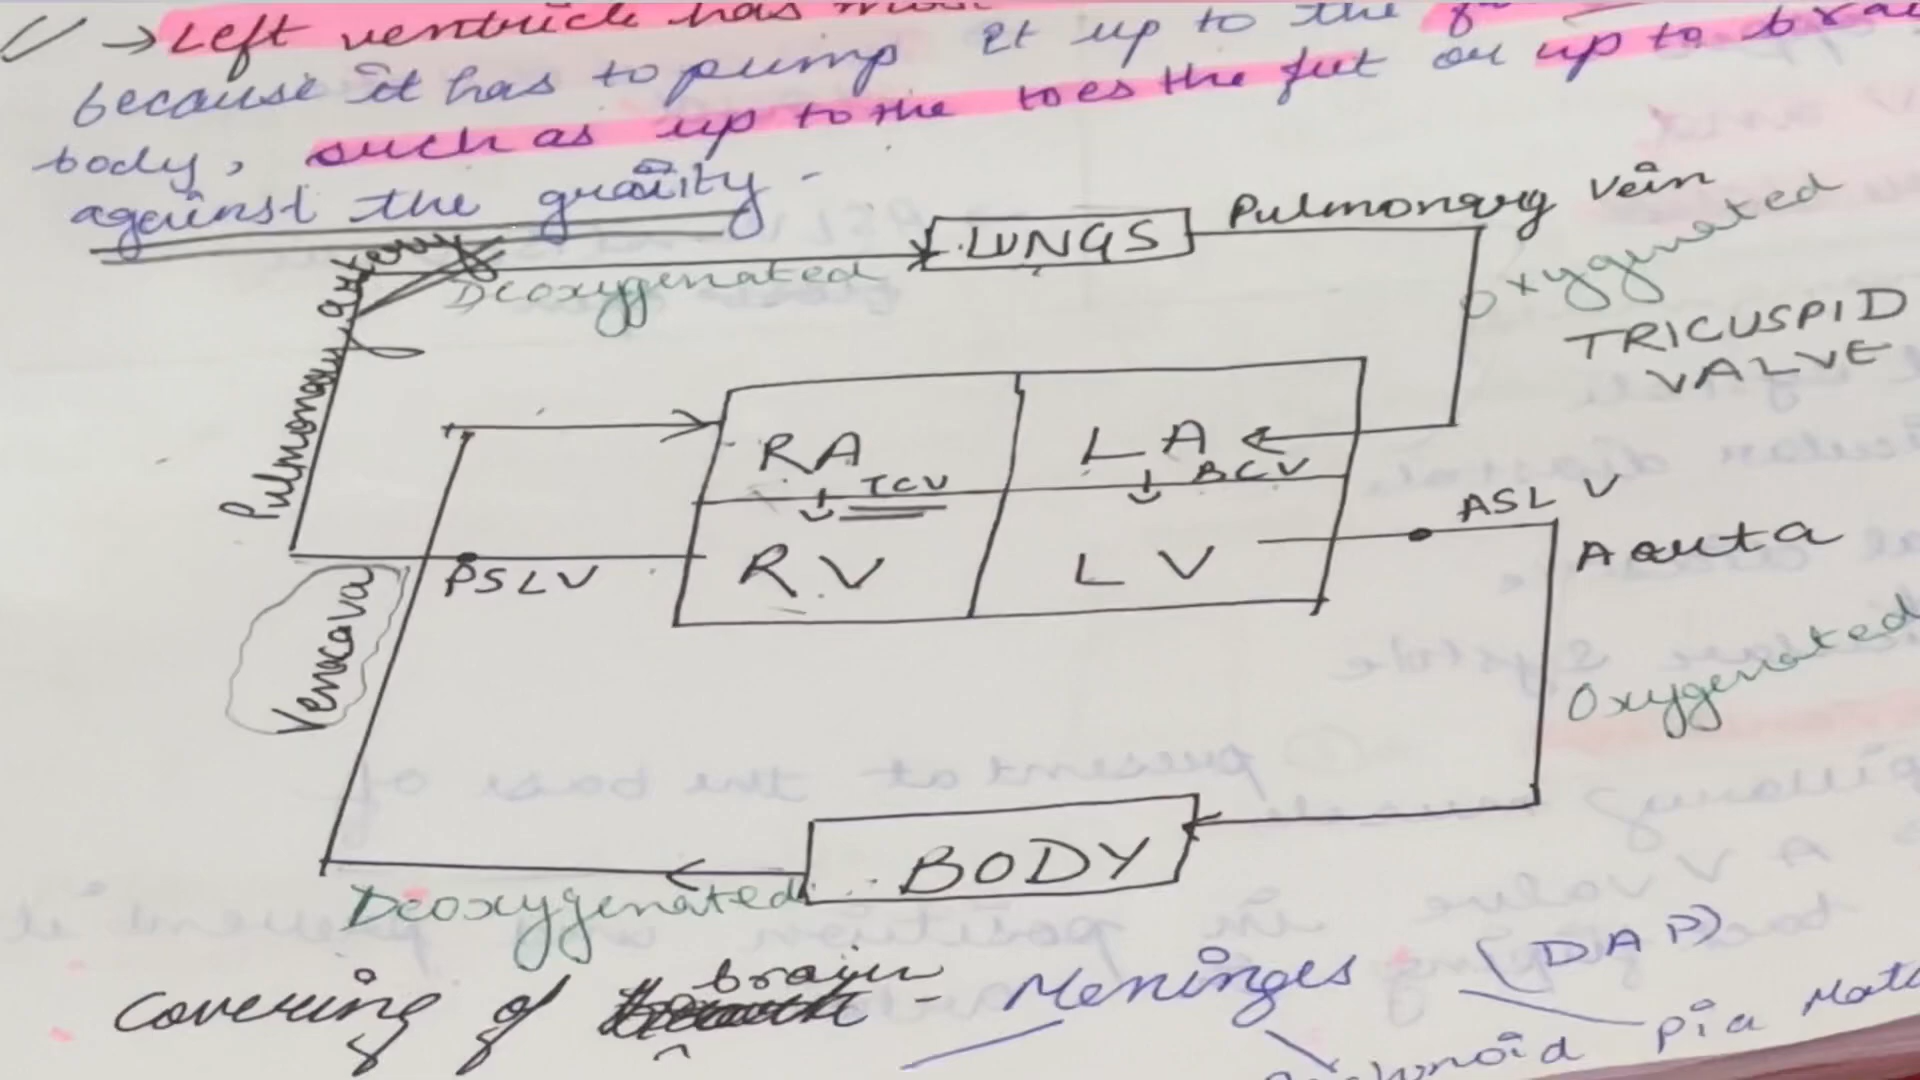 → Left ventricle has
because it has to pump it up to the
body, such as up to the toes the feet or up to brai
against the gravity -
Pulmonary artery
Deoxygenated
LUNGS
Pulmonary vein
oxygenated
TRICUSPID
VALVE
RA
LA
TCV
BCV
RV
LV
PSLV
ASLV
Aorta
Oxygenated
Venacava
BODY
Deoxygenated
covering of brain - Meninges (DAP)
pia Mat